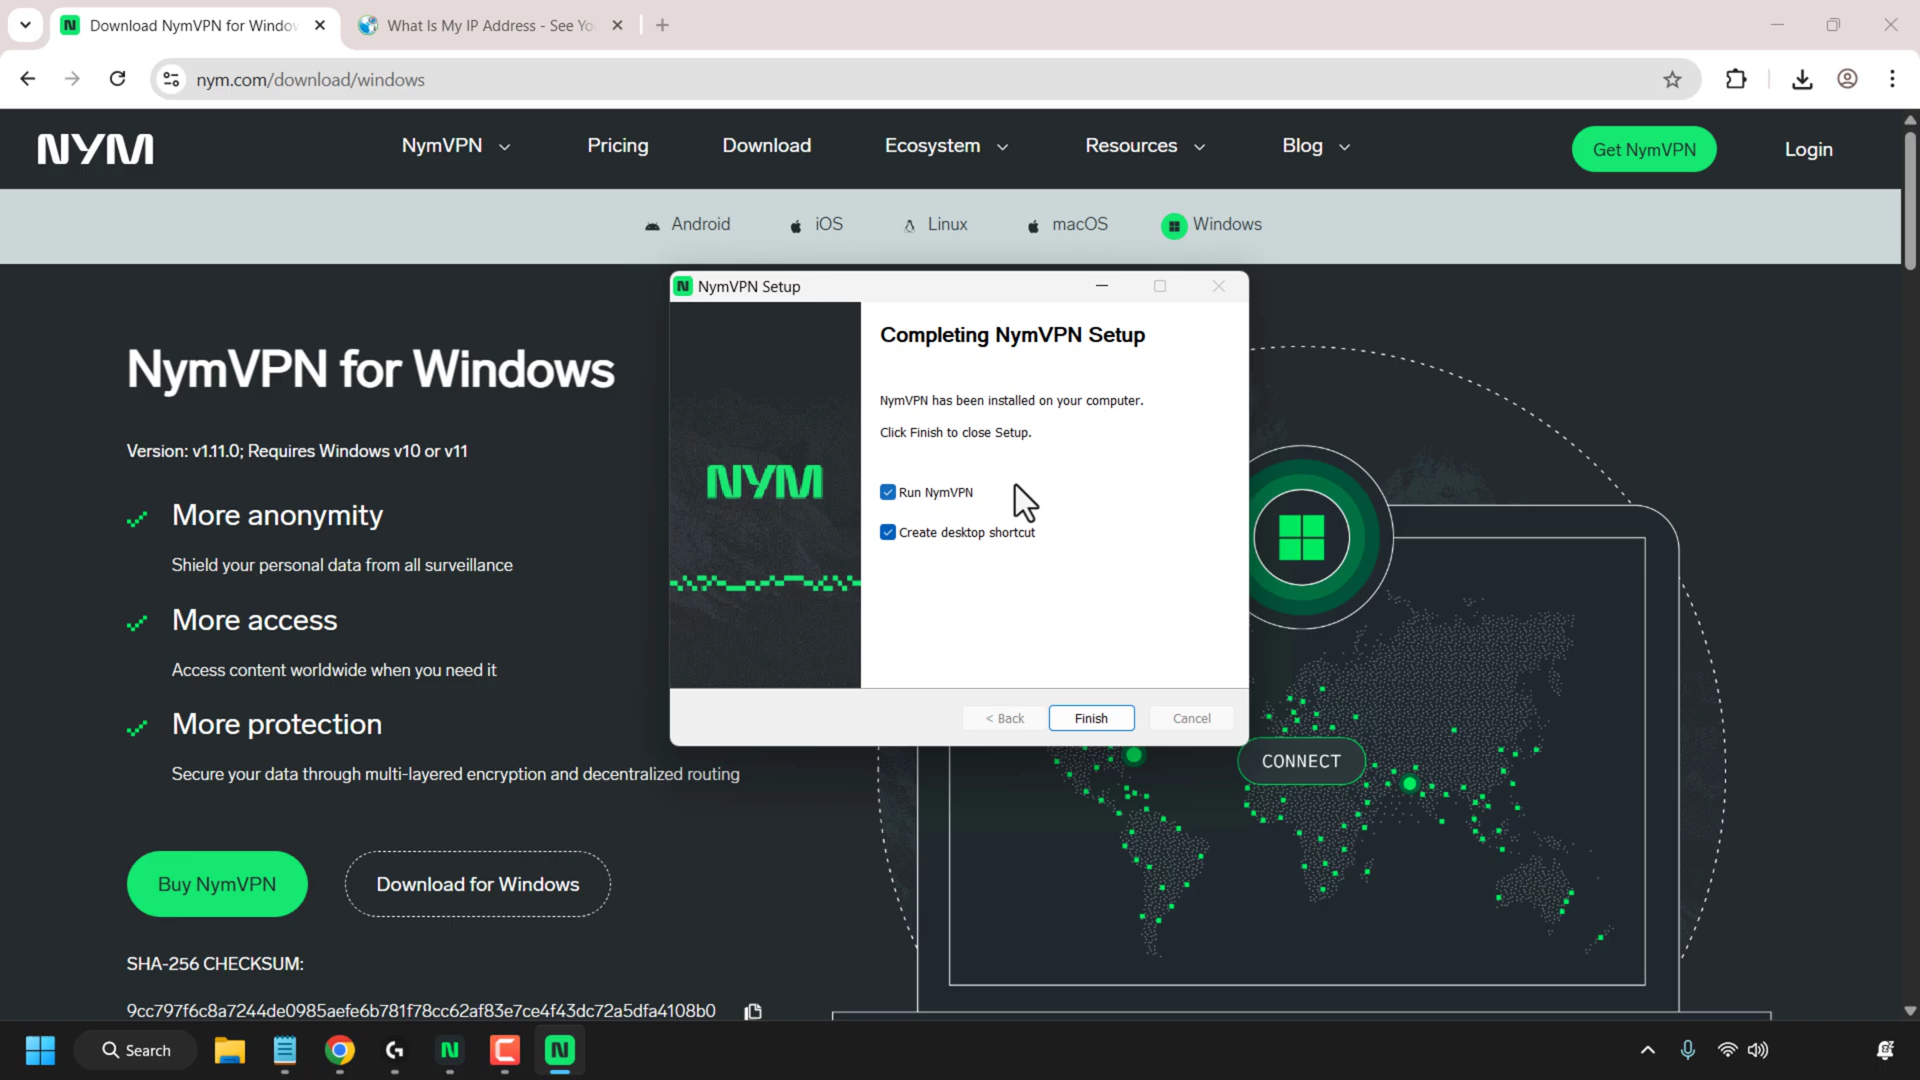 Download NymVPN for Windov
What Is My IP Address - See Yo
nym.com/download/windows
NYM
NymVPN
Pricing
Download
Ecosystem
Resources
Blog
Get NymVPN
Login
Android
iOS
Linux
macOS
Windows
NymVPN for Windows
Version: v1.11.0; Requires Windows v10 or v11
More anonymity
Shield your personal data from all surveillance
More access
Access content worldwide when you need it
More protection
Secure your data through multi-layered encryption and decentralized routing
Buy NymVPN
Download for Windows
SHA-256 CHECKSUM:
9cc797f6c8a7244de0985aefe6b781f78cc62af83e7ce4f43dc72a5dfa4108b0
NymVPN Setup
NYM
Completing NymVPN Setup
NymVPN has been installed on your computer.
Click Finish to close Setup.
Run NymVPN
Create desktop shortcut
< Back
Finish
Cancel
CONNECT
Search